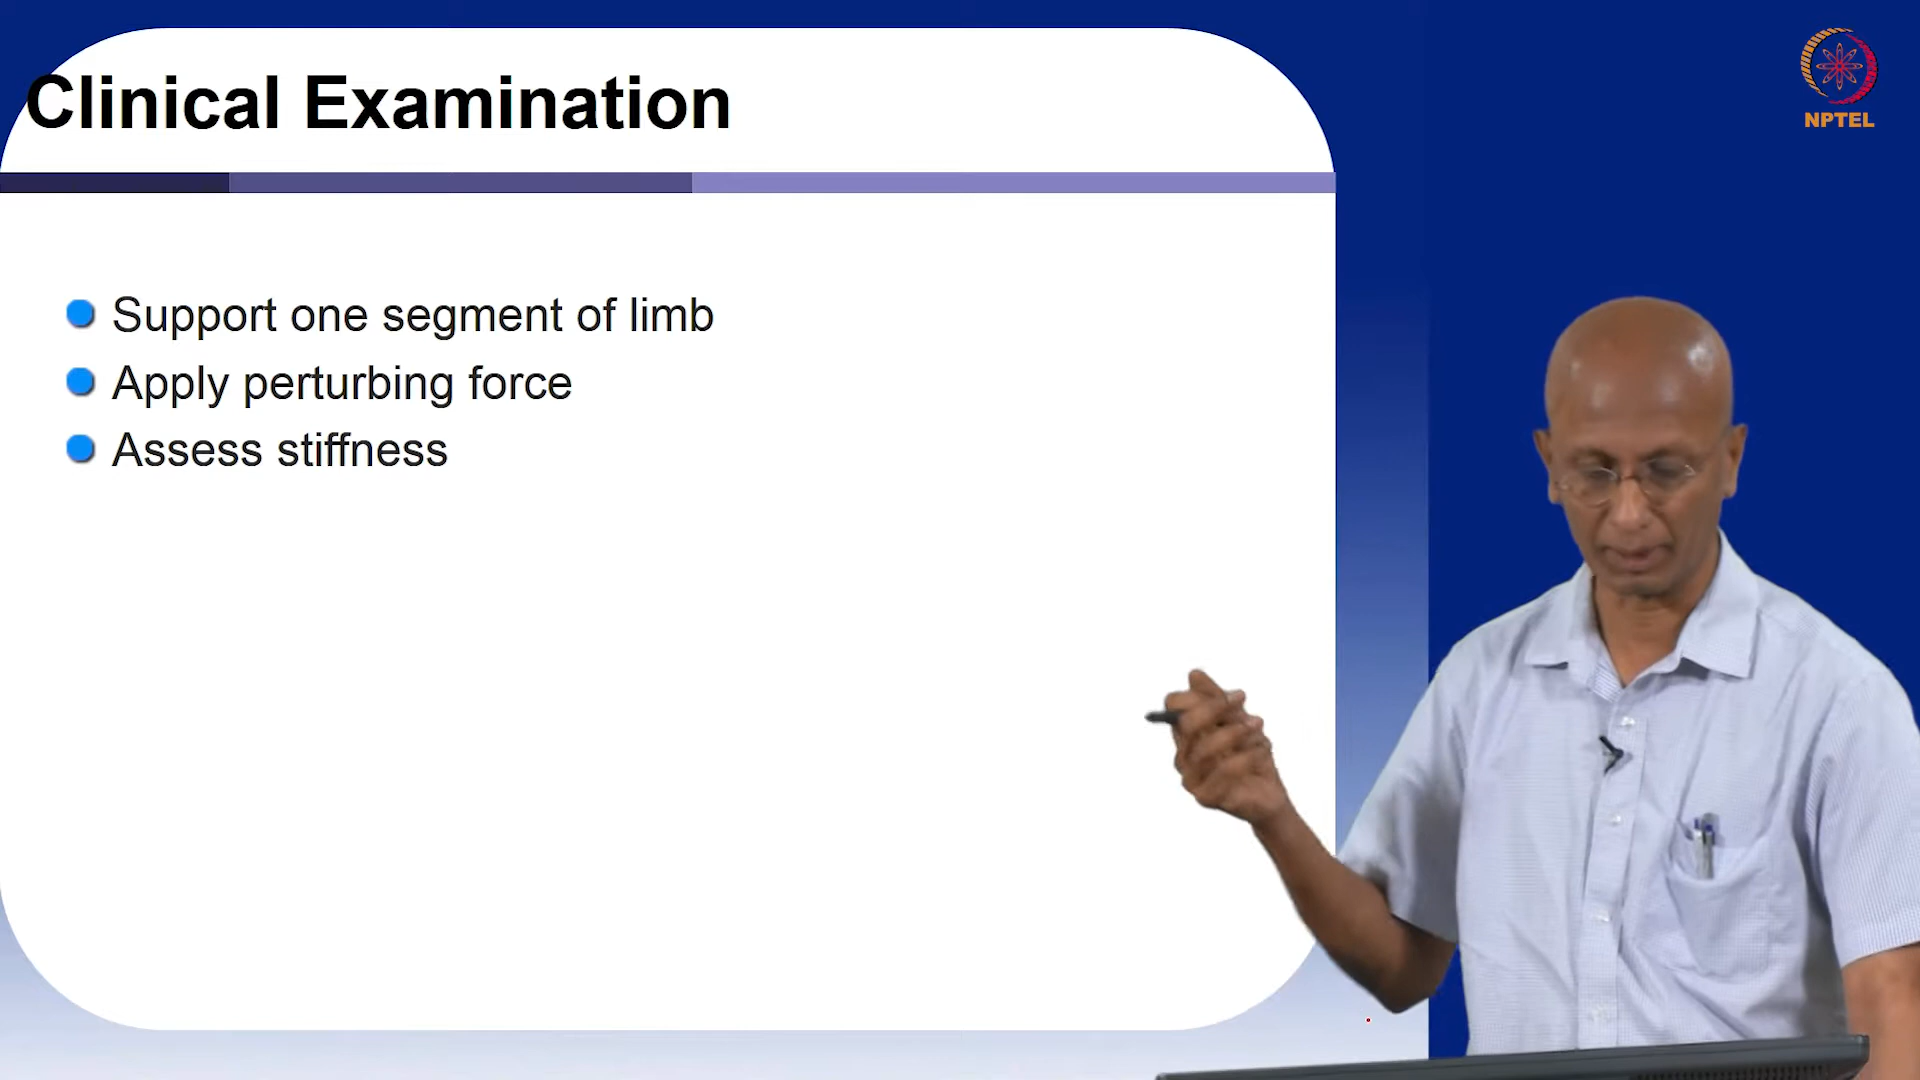 Clinical Examination
NPTEL
Support one segment of limb
Apply perturbing force
Assess stiffness